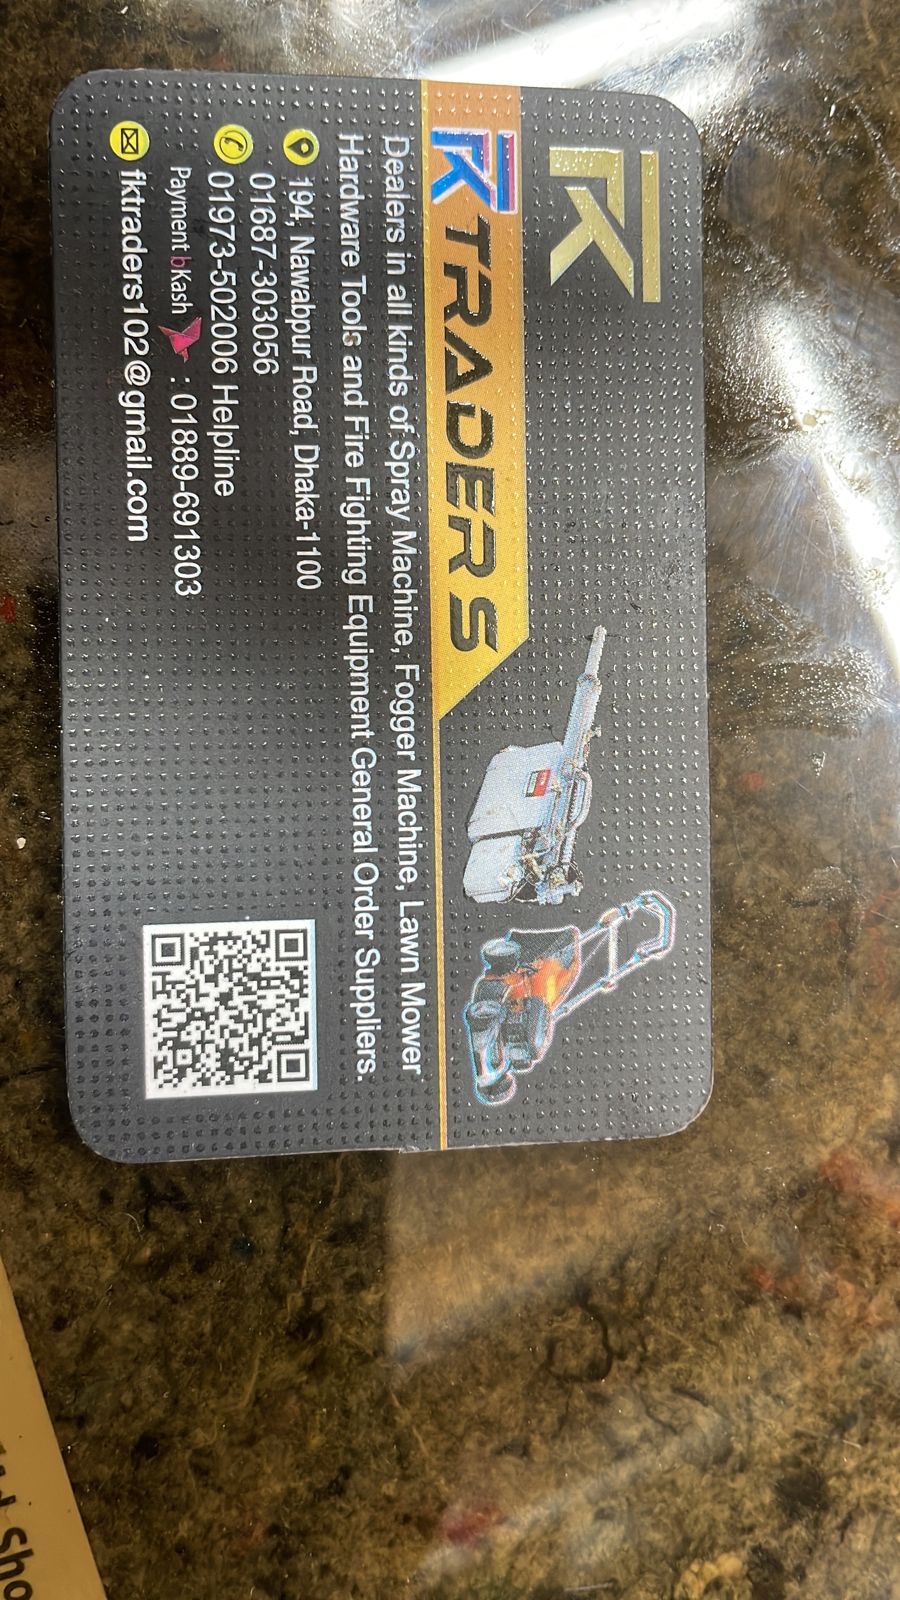 FK
FK TRADERS
Dealers in all kinds of Spray Machine, Fogger Machine, Lawn Mower
Hardware Tools and Fire Fighting Equipment General Order Suppliers.
194, Nawabpur Road, Dhaka-1100
01687-303056
01973-502006 Helpline
Payment bKash : 01889-691303
fktraders102@gmail.com